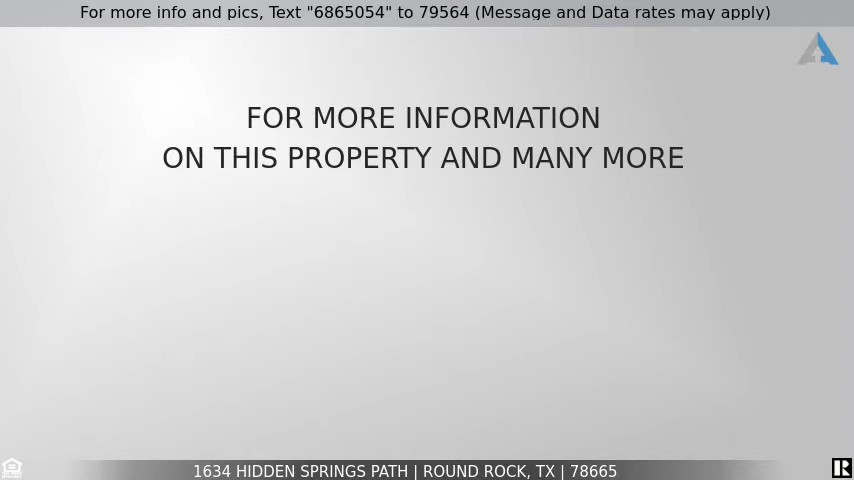 For more info and pics, Text "6865054" to 79564 (Message and Data rates may apply)
FOR MORE INFORMATION
ON THIS PROPERTY AND MANY MORE
1634 HIDDEN SPRINGS PATH | ROUND ROCK, TX | 78665